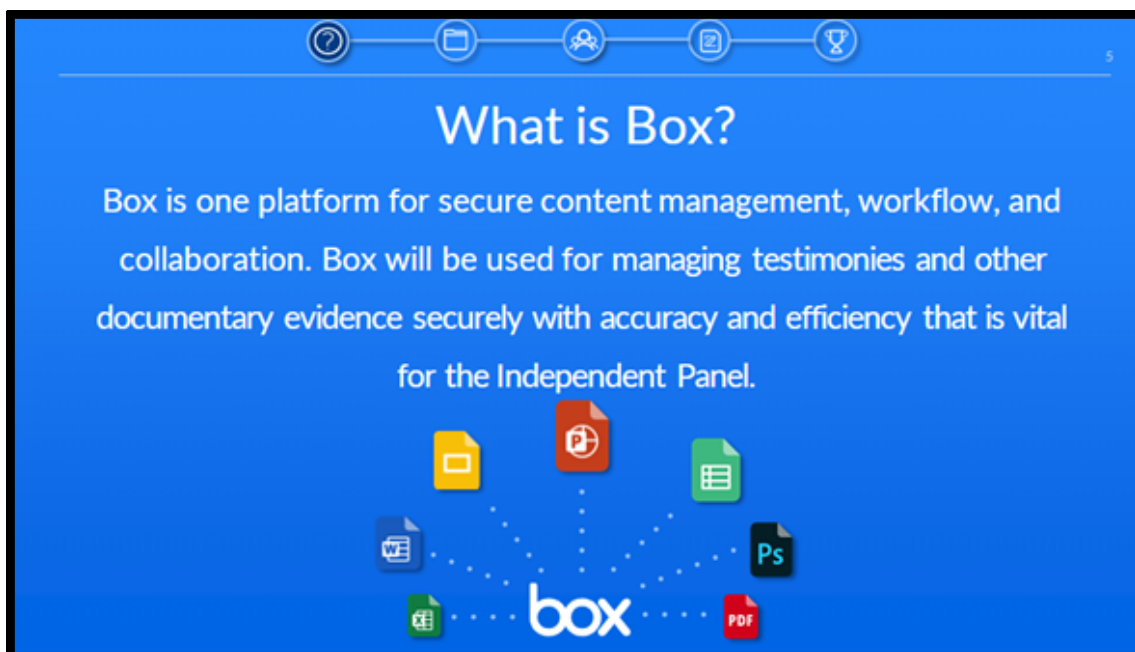 ?
5
What is Box?
Box is one platform for secure content management, workflow, and
collaboration. Box will be used for managing testimonies and other
documentary evidence securely with accuracy and efficiency that is vital
for the Independent Panel.
P
W
Ps
X
box
PDF